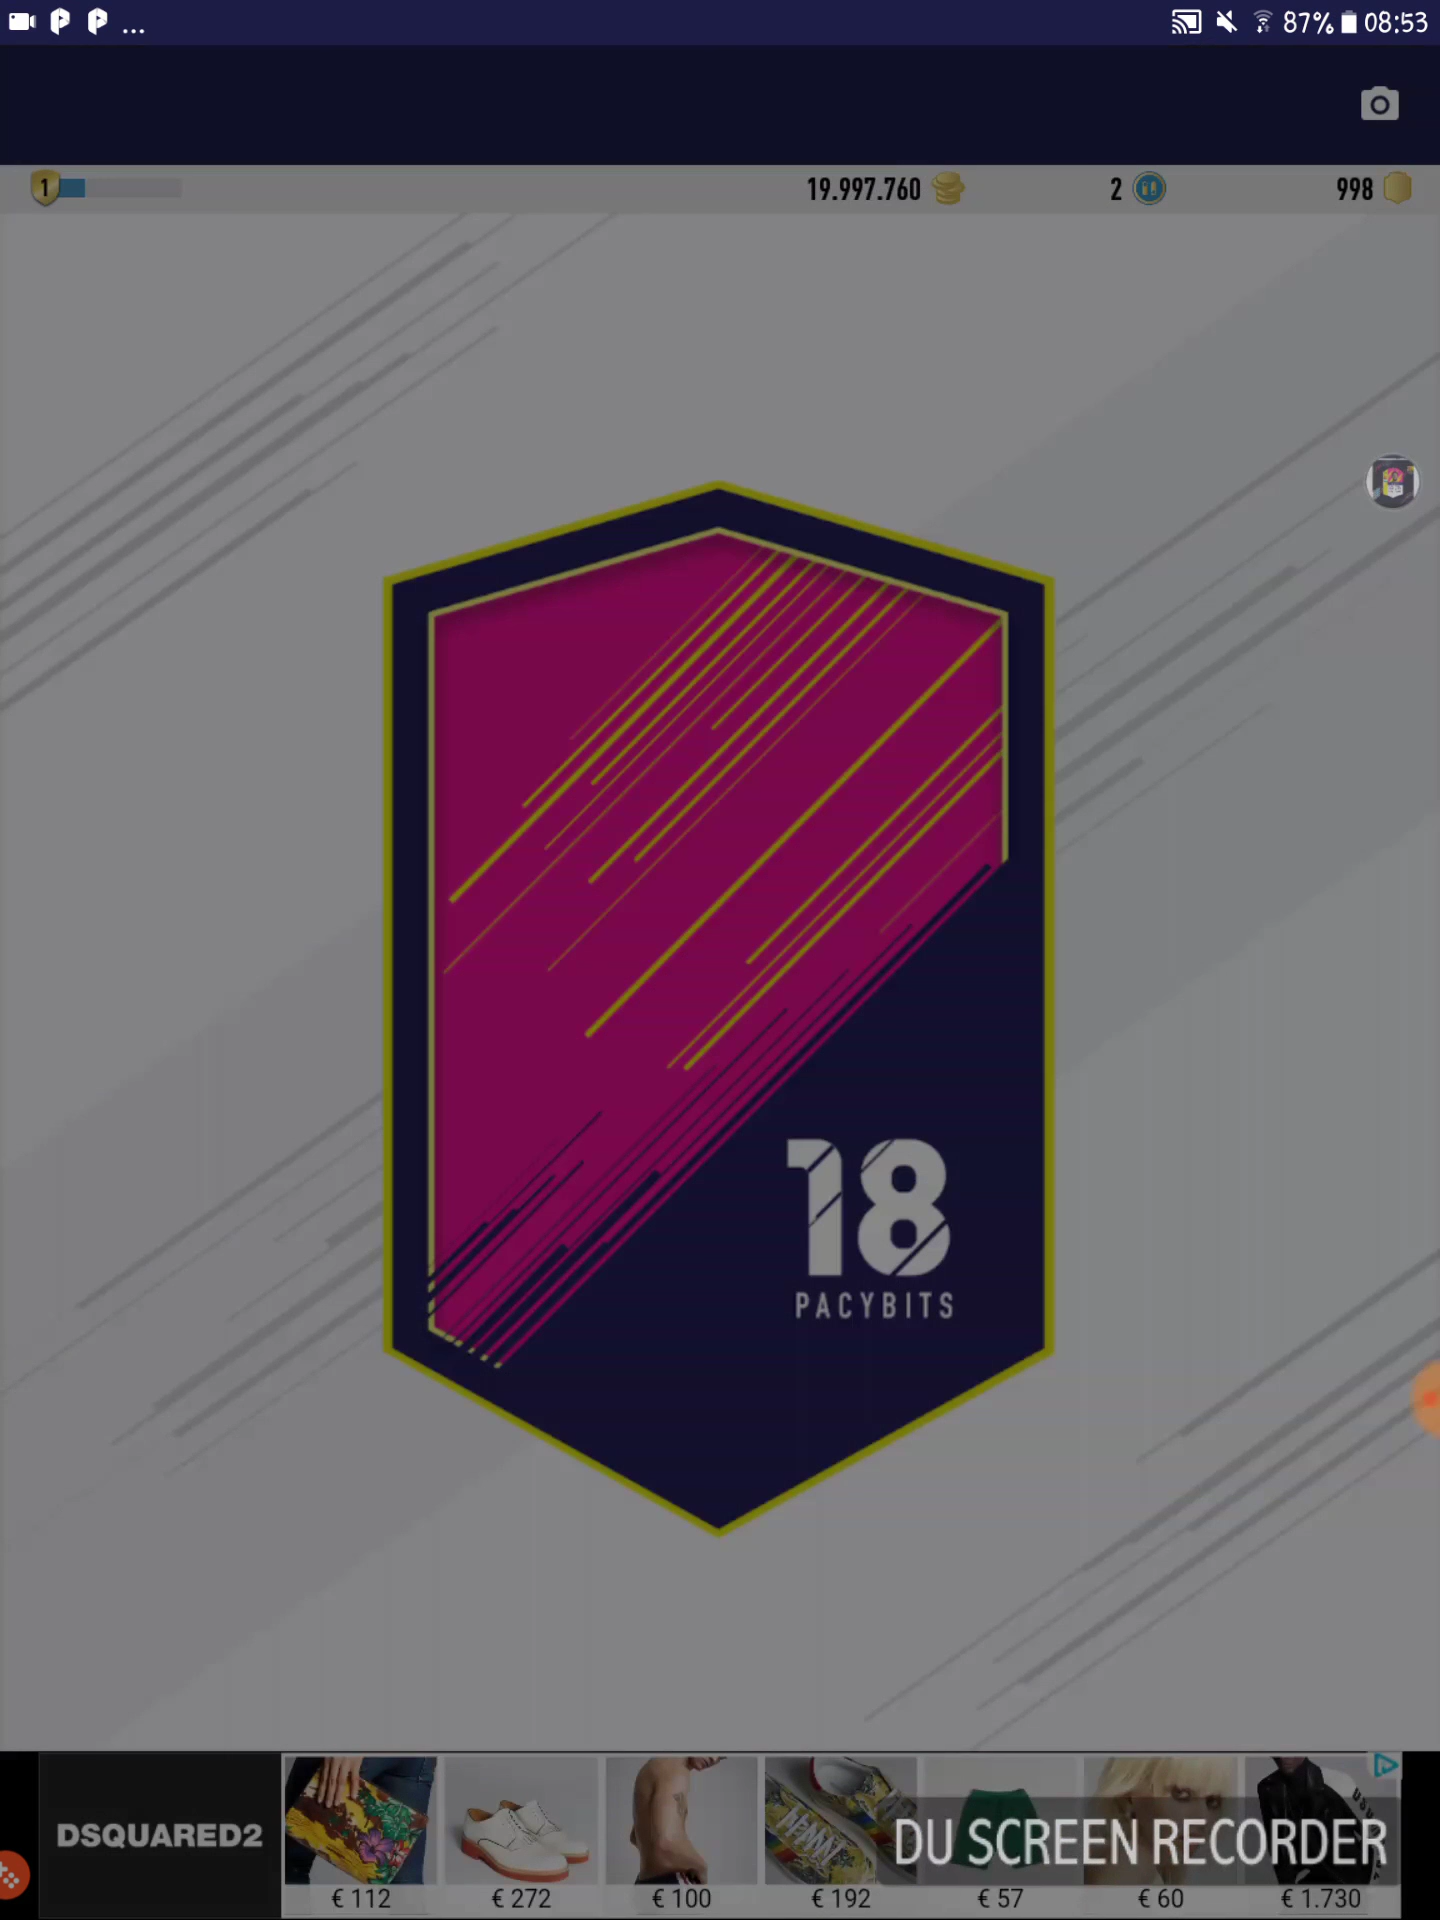 ... 87% 08:53
1 19.997.760 2 998
18
PACYBITS
DSQUARED2
DU SCREEN RECORDER
€ 112 € 272 € 100 € 192 € 57 € 60 € 1.730